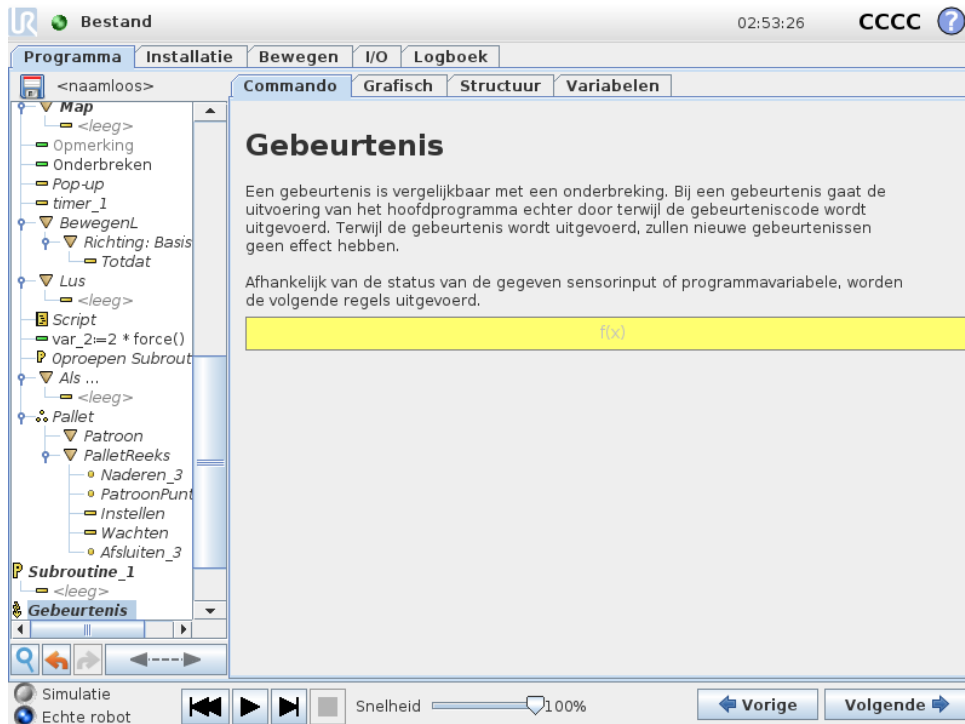 UR Bestand 02:53:26 CCCC ?
Programma Installatie Bewegen I/O Logboek
<naamloos>
Commando Grafisch Structuur Variabelen
Map
<leeg>
Opmerking
Onderbreken
Pop-up
timer_1
BewegenL
Richting: Basis
Totdat
Lus
<leeg>
Script
var_2:=2 * force()
P Oproepen Subrout
Als ...
<leeg>
Pallet
Patroon
PalletReeks
Naderen_3
PatroonPunt
Instellen
Wachten
Afsluiten_3
P Subroutine_1
<leeg>
Gebeurtenis
Gebeurtenis
Een gebeurtenis is vergelijkbaar met een onderbreking. Bij een gebeurtenis gaat de
uitvoering van het hoofdprogramma echter door terwijl de gebeurteniscode wordt
uitgevoerd. Terwijl de gebeurtenis wordt uitgevoerd, zullen nieuwe gebeurtenissen
geen effect hebben.
Afhankelijk van de status van de gegeven sensorinput of programmavariabele, worden
de volgende regels uitgevoerd.
f(x)
Simulatie
Echte robot
Snelheid 100%
Vorige Volgende